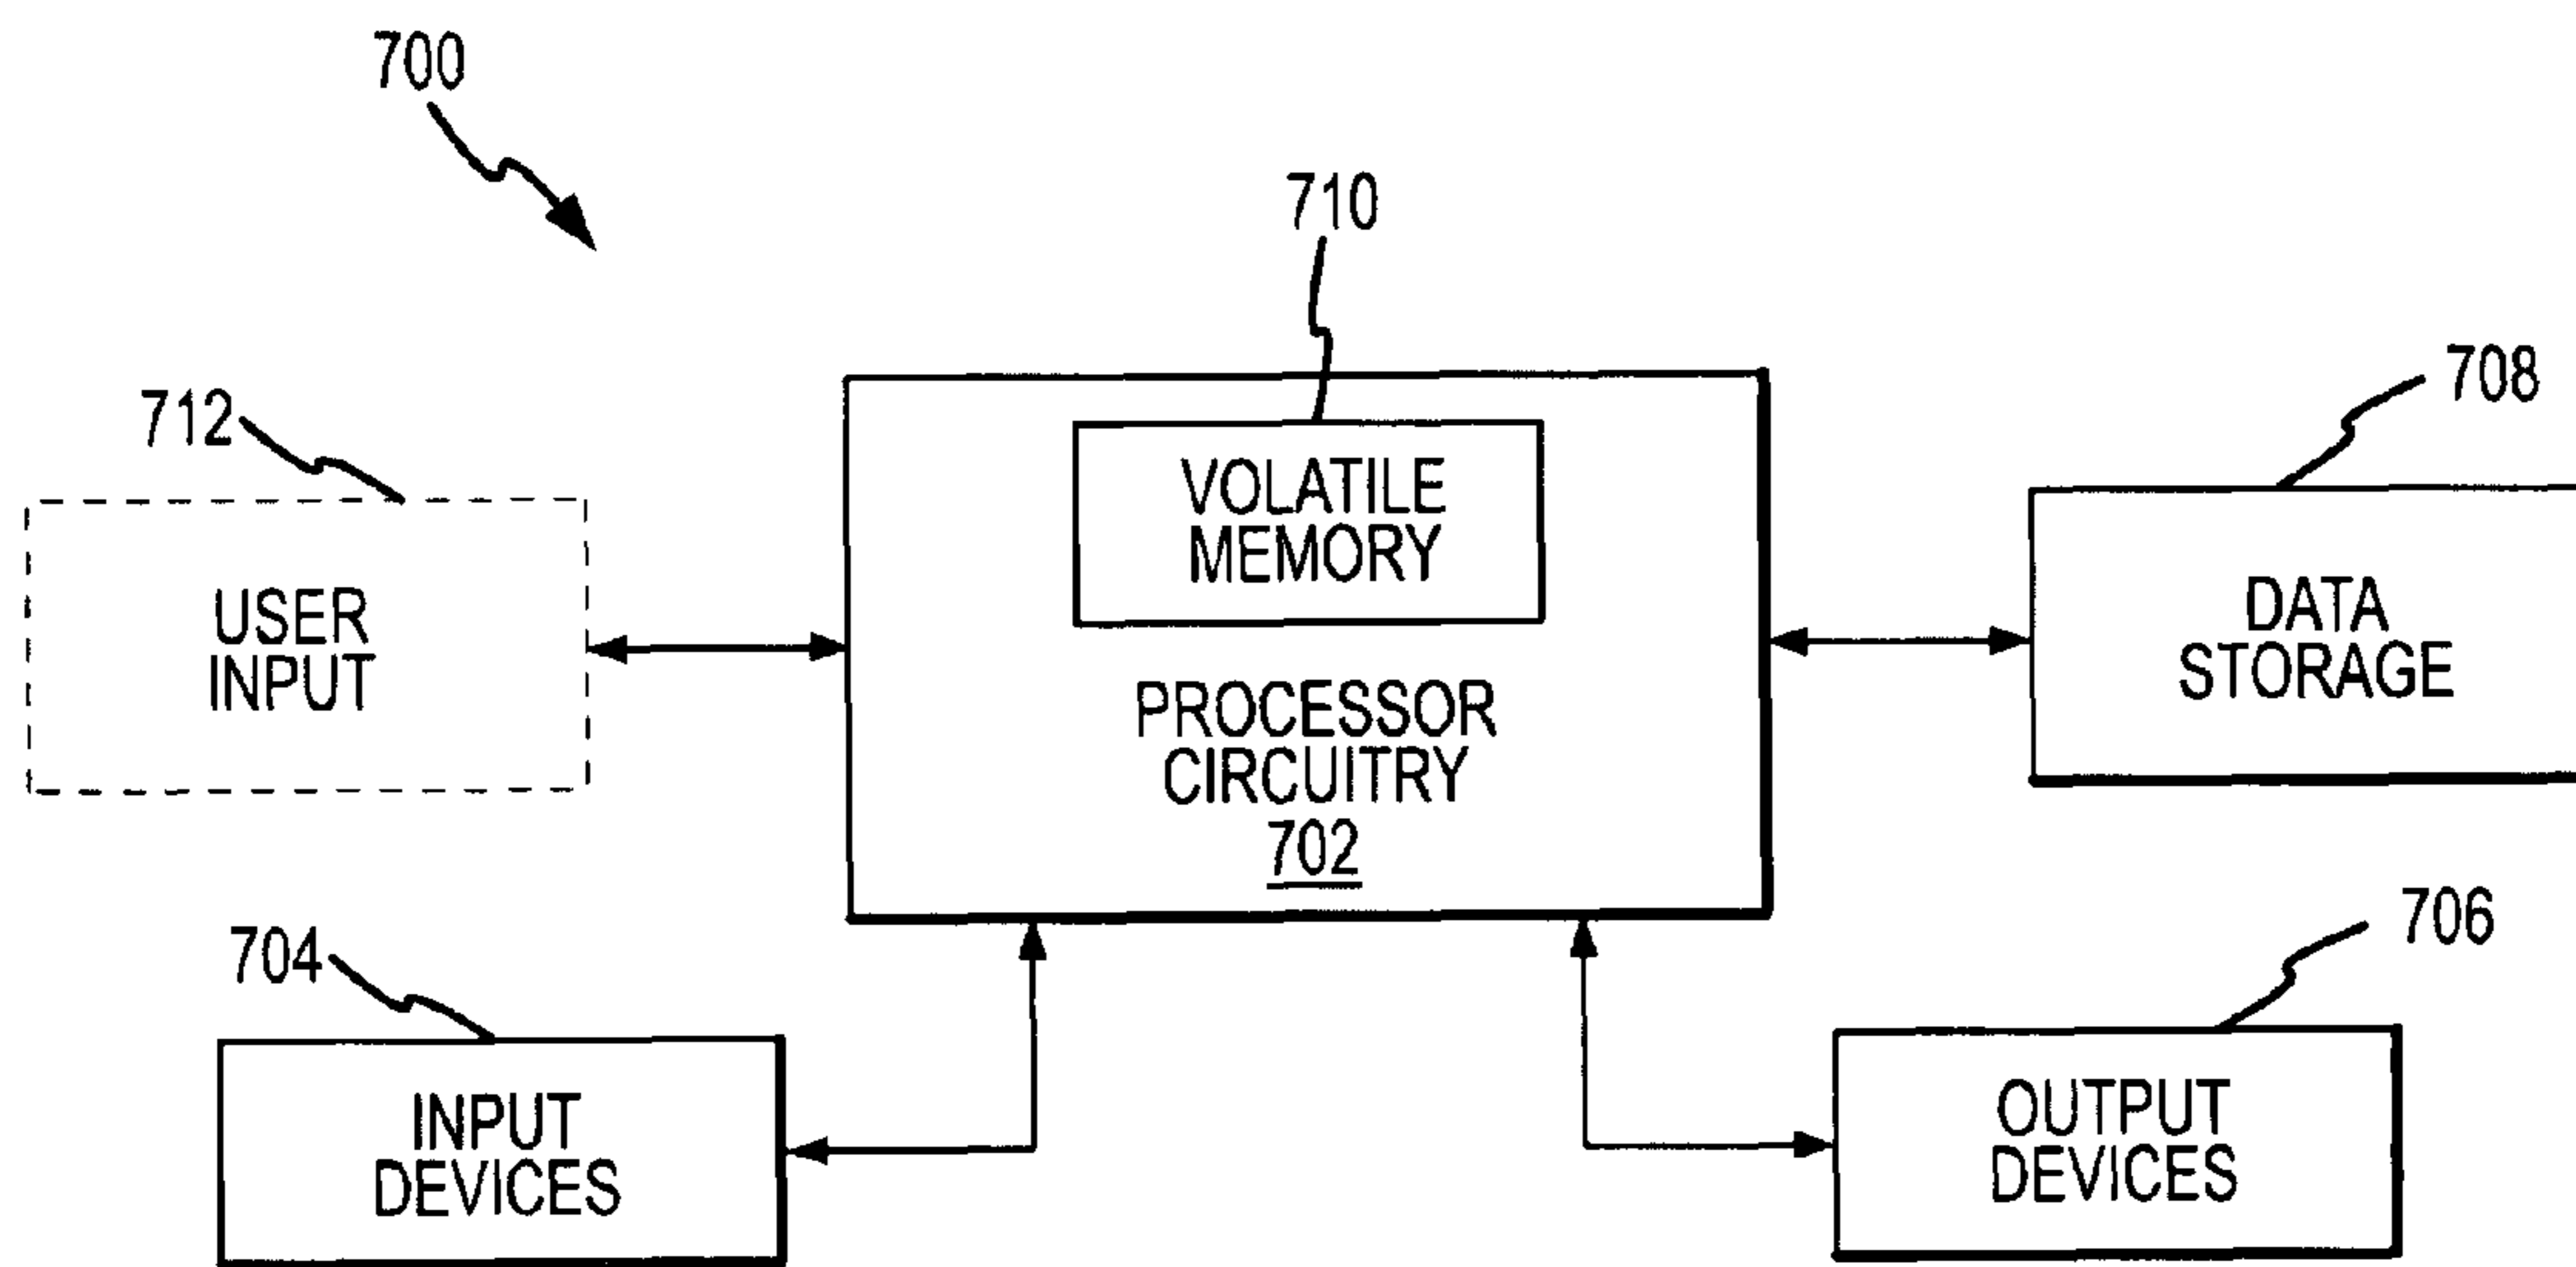 700
710
708
712
VOLATILE
MEMORY
USER
INPUT
DATA
STORAGE
PROCESSOR
CIRCUITRY
702
704
706
INPUT
DEVICES
OUTPUT
DEVICES